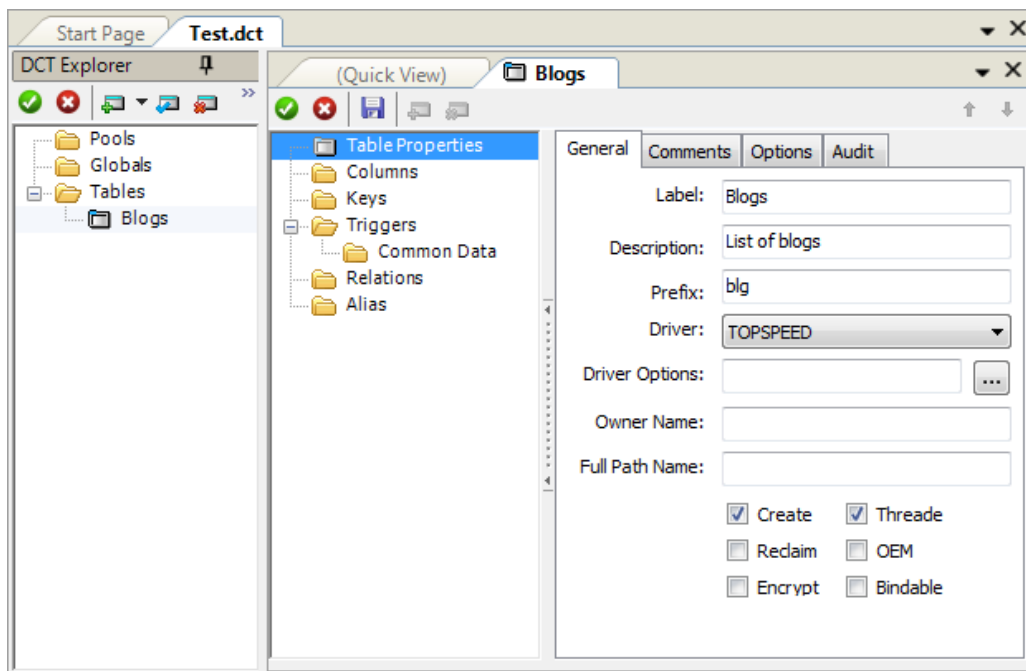 Start Page Test.dct
DCT Explorer
(Quick View) Blogs
Pools
Globals
Tables
Blogs
Table Properties
Columns
Keys
Triggers
Common Data
Relations
Alias
General Comments Options Audit
Label: Blogs
Description: List of blogs
Prefix: blg
Driver: TOPSPEED
Driver Options: ...
Owner Name:
Full Path Name:
Create Threade
Reclaim OEM
Encrypt Bindable